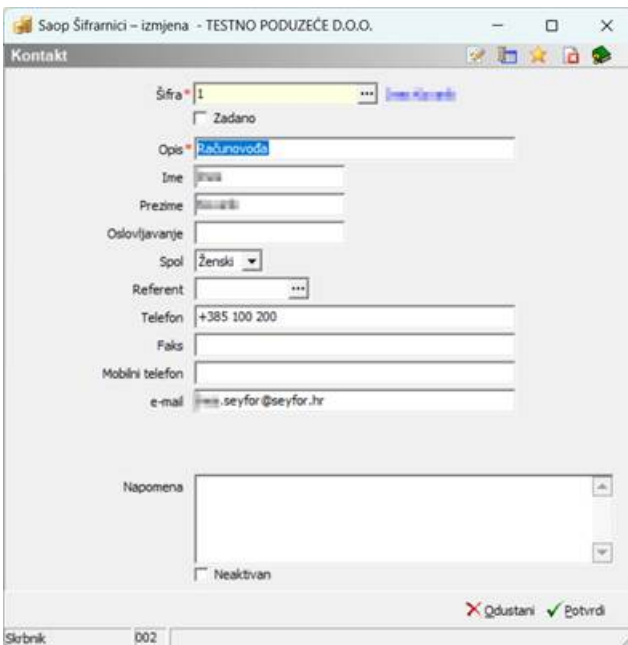 Saop Šifrarnici – izmjena - TESTNO PODUZEĆE D.O.O.
Kontakt
Šifra* 1 ...
Zadano
Opis* Računovođa
Ime
Prezime
Oslovljavanje
Spol Ženski
Referent ...
Telefon +385 100 200
Faks
Mobilni telefon
e-mail .seyfor@seyfor.hr
Napomena
Neaktivan
Odustani Potvrdi
Skrbnik 002